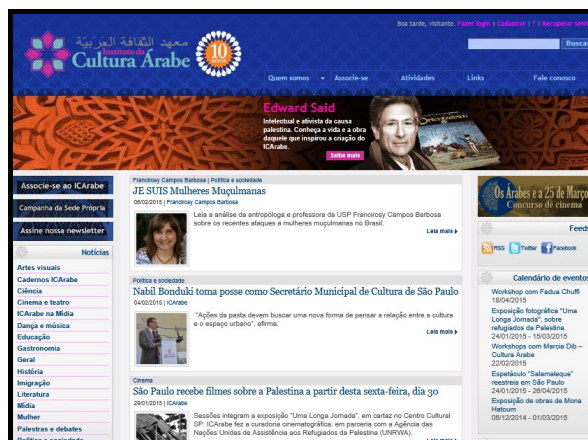 Boa tarde, visitante. Fazer login | Cadastrar | ? | Recuperar senh
معهد الثقافة العربية
Instituto da
Cultura Árabe
10
anos
Busca
Quem somos
Associe-se
Atividades
Links
Fale conosco
Edward Said
Intelectual e ativista da causa
palestina. Conheça a vida e a obra
daquele que inspirou a criação do
ICArabe.
Saiba mais
Orientalismo
Associe-se ao ICArabe
Campanha da Sede Própria
Assine nossa newsletter
Notícias
Artes visuais
Cadernos ICArabe
Ciência
Cinema e teatro
ICArabe na Mídia
Dança e música
Educação
Gastronomia
Geral
História
Imigração
Literatura
Mídia
Mulher
Palestras e debates
Política e sociedade
Francirosy Campos Barbosa | Política e sociedade
JE SUIS Mulheres Muçulmanas
06/02/2015 | Francirosy Campos Barbosa
Leia a análise da antropóloga e professora da USP Francirosy Campos Barbosa
sobre os recentes ataques a mulheres muçulmanas no Brasil.
Leia mais
Política e sociedade
Nabil Bonduki toma posse como Secretário Municipal de Cultura de São Paulo
04/02/2015 | ICArabe
"Ações da pasta devem buscar uma nova forma de pensar a relação entre a cultura
e o espaço urbano", afirma.
Leia mais
Cinema
São Paulo recebe filmes sobre a Palestina a partir desta sexta-feira, dia 30
29/01/2015 | ICArabe
Sessões integram a exposição "Uma Longa Jornada", em cartaz no Centro Cultural
SP. ICArabe fez a curadoria cinematográfica, em parceria com a Agência das
Nações Unidas de Assistência aos Refugiados da Palestina (UNRWA).
Leia mais
Os Árabes e a 25 de Março
Concurso de cinema
Feeds
RSS
Twitter
Facebook
Calendário de eventos
Workshop com Fadua Chuffi
18/04/2015
Exposição fotográfica "Uma
Longa Jornada", sobre
refugiados da Palestina
24/01/2015 - 15/03/2015
Workshops com Marcia Dib –
Cultura Árabe
22/02/2015
Espetáculo "Salamaleque"
reestreia em São Paulo
24/01/2015 - 26/04/2015
Exposição de obras de Mona
Hatoum
06/12/2014 - 01/03/2015